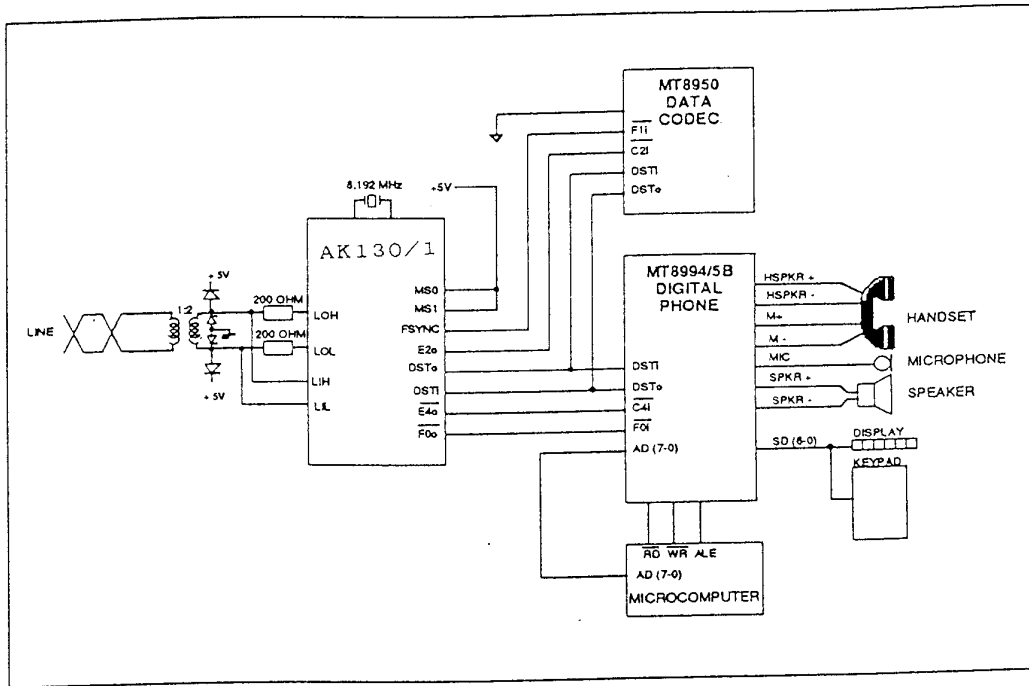 MT8950
DATA
CODEC
F1i
C2i
DSTi
DSTo
8.192 MHz
+5V
AK130/1
MS0
MS1
FSYNC
E2o
DSTo
DSTi
E4o
F0o
LOH
LOL
LIH
LIL
200 OHM
200 OHM
+ 5V
1:2
LINE
+ 5V
MT8994/5B
DIGITAL
PHONE
DSTi
DSTo
C4i
F0i
AD (7-0)
HSPKR +
HSPKR -
M+
M -
MIC
SPKR +
SPKR -
SD (6-0)
HANDSET
MICROPHONE
SPEAKER
DISPLAY
KEYPAD
RD WR ALE
AD (7-0)
MICROCOMPUTER